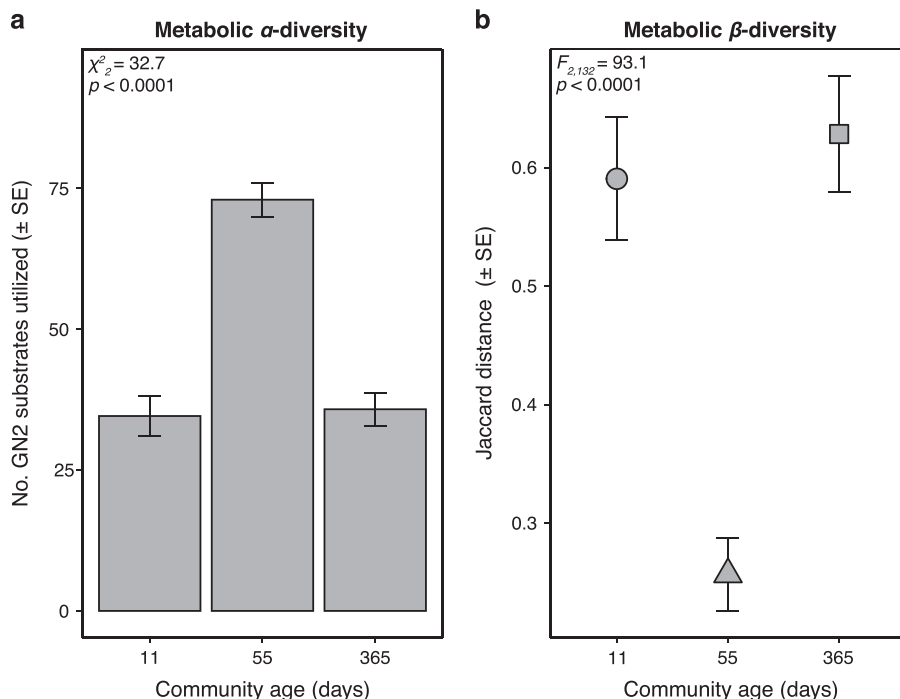 a
Metabolic α-diversity
χ²₂ = 32.7
p < 0.0001
No. GN2 substrates utilized (± SE)
75
50
25
0
11 55 365
Community age (days)
b
Metabolic β-diversity
F₂,₁₃₂ = 93.1
p < 0.0001
Jaccard distance (± SE)
0.6
0.5
0.4
0.3
11 55 365
Community age (days)